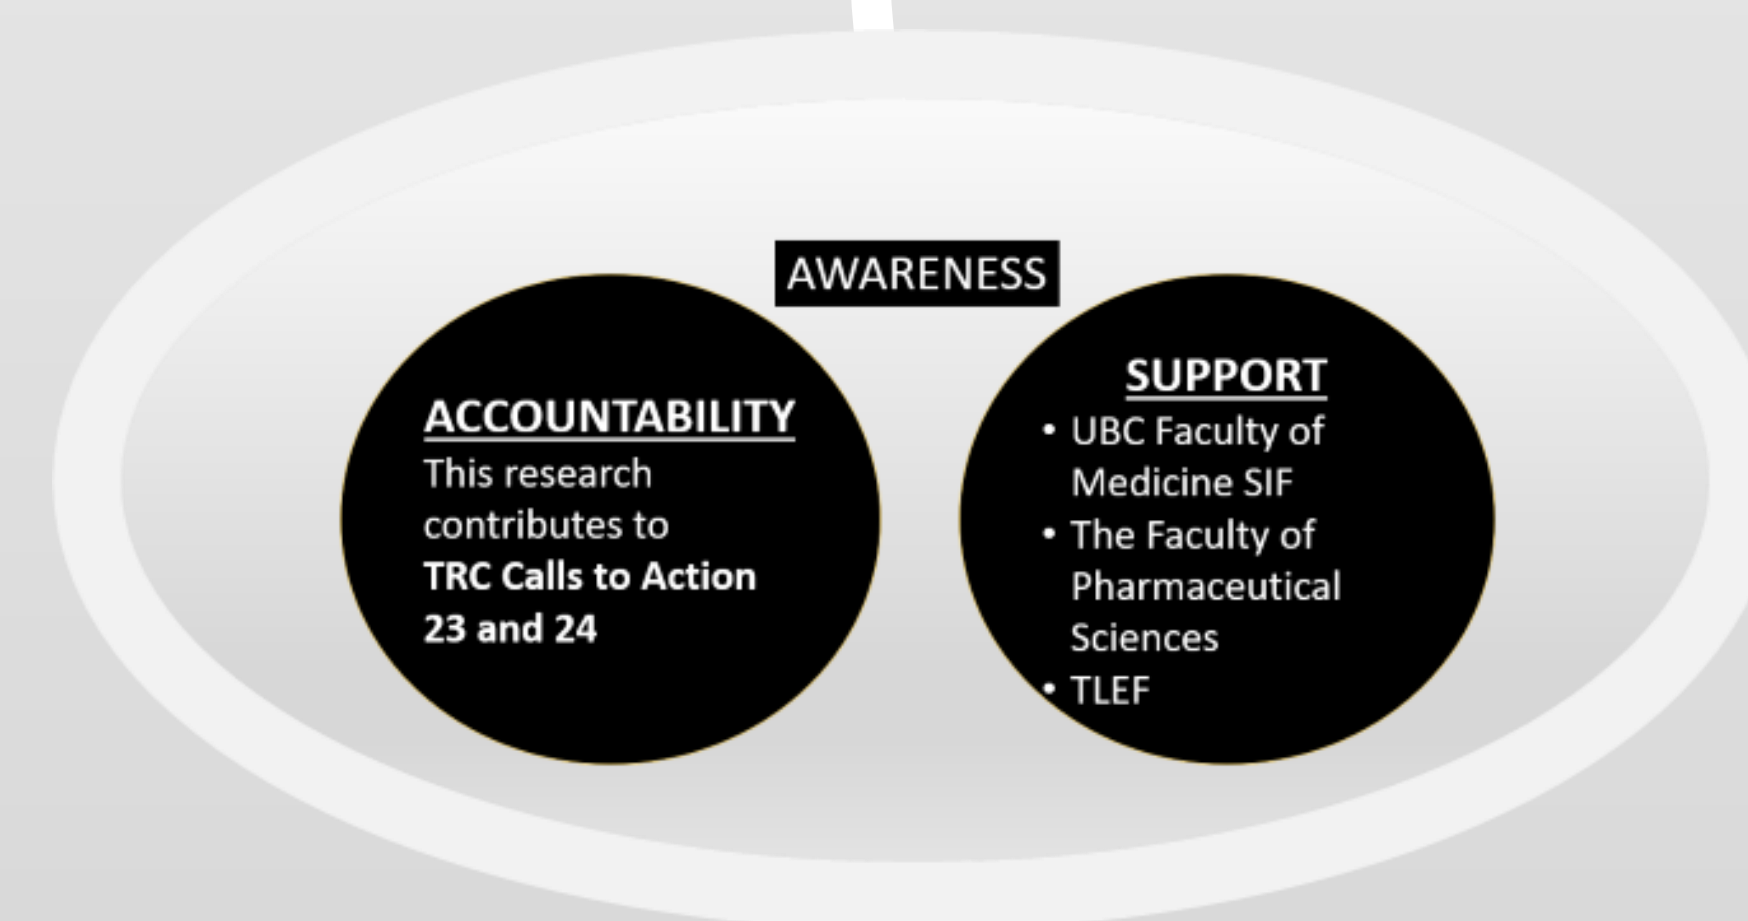 AWARENESS
ACCOUNTABILITY
This research
contributes to
TRC Calls to Action
23 and 24
SUPPORT
• UBC Faculty of
Medicine SIF
• The Faculty of
Pharmaceutical
Sciences
• TLEF